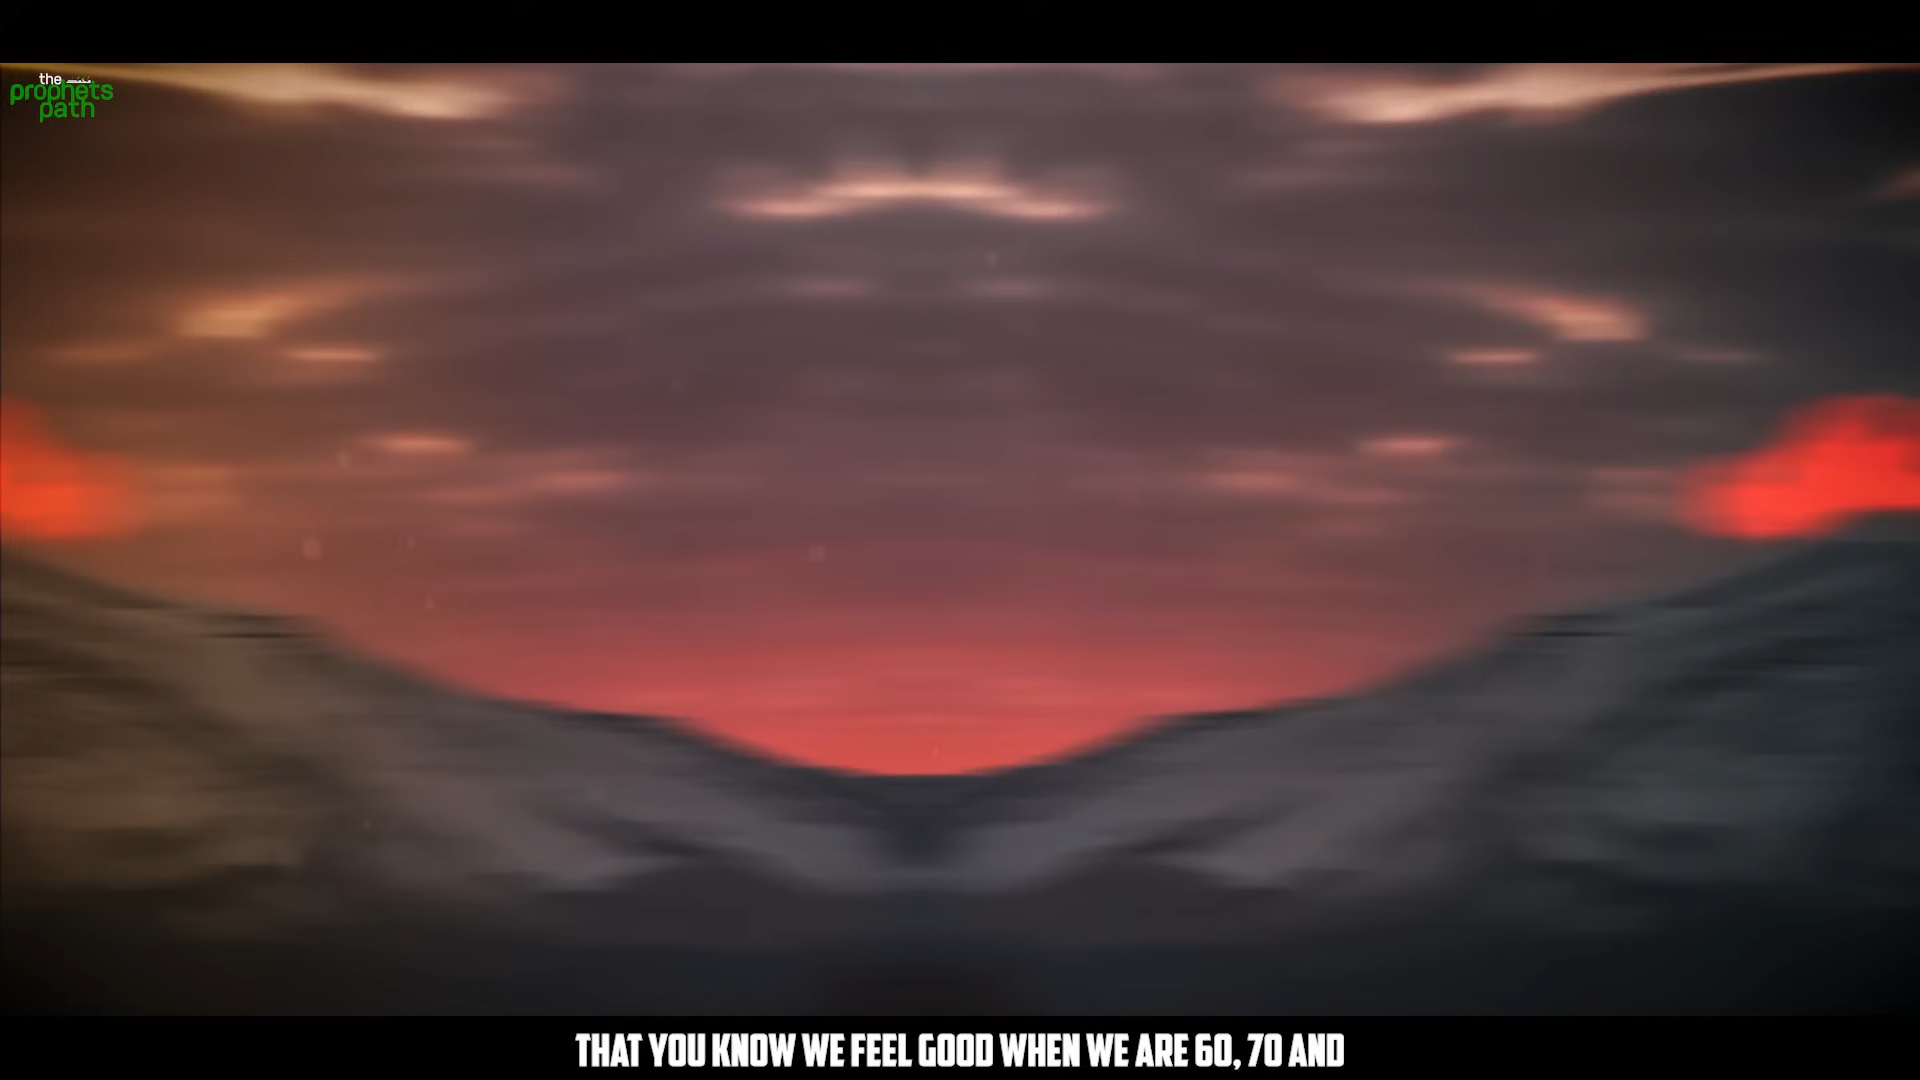 the
prophets
path
THAT YOU KNOW WE FEEL GOOD WHEN WE ARE 60, 70 AND